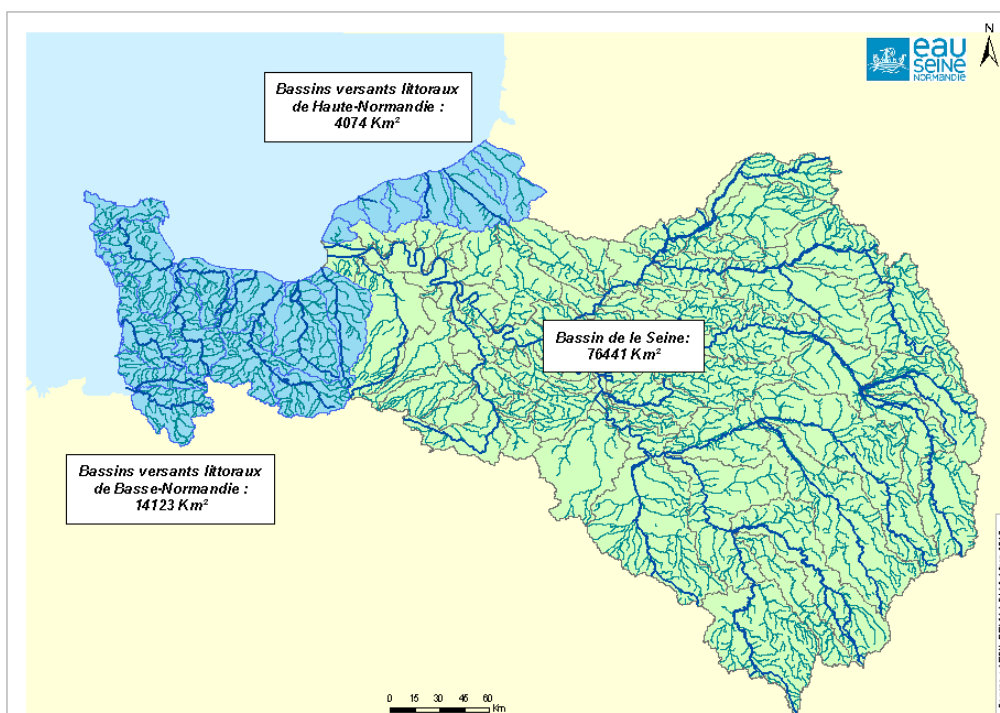 N
eau
SEINE
NORMANDIE
Bassins versants littoraux
de Haute-Normandie :
4074 Km²
Bassin de le Seine:
76441 Km²
Bassins versants littoraux
de Basse-Normandie :
14123 Km²
0 15 30 45 60
Km